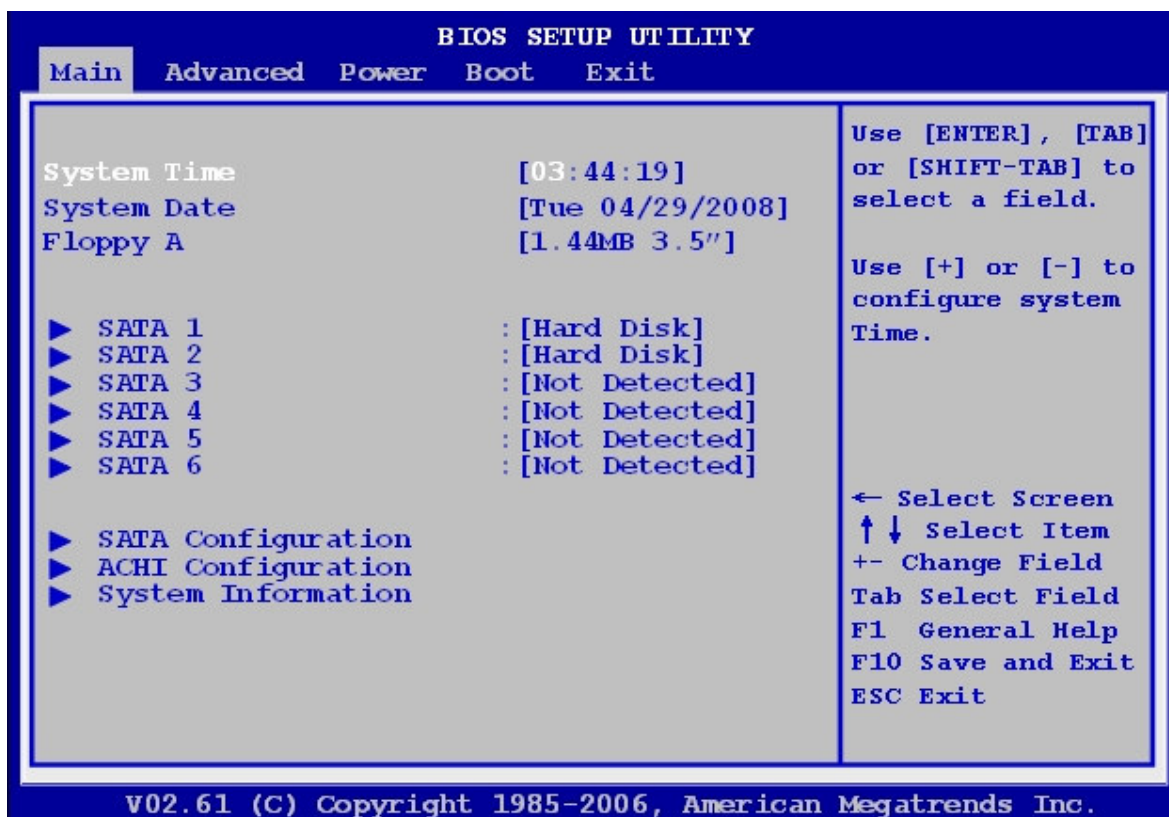 BIOS SETUP UTILITY
Main Advanced Power Boot Exit
System Time [03:44:19]
System Date [Tue 04/29/2008]
Floppy A [1.44MB 3.5″]
▶ SATA 1 :[Hard Disk]
▶ SATA 2 :[Hard Disk]
▶ SATA 3 :[Not Detected]
▶ SATA 4 :[Not Detected]
▶ SATA 5 :[Not Detected]
▶ SATA 6 :[Not Detected]
▶ SATA Configuration
▶ ACHI Configuration
▶ System Information
Use [ENTER], [TAB]
or [SHIFT-TAB] to
select a field.
Use [+] or [-] to
configure system
Time.
← Select Screen
↑↓ Select Item
+- Change Field
Tab Select Field
F1 General Help
F10 Save and Exit
ESC Exit
V02.61 (C) Copyright 1985-2006, American Megatrends Inc.